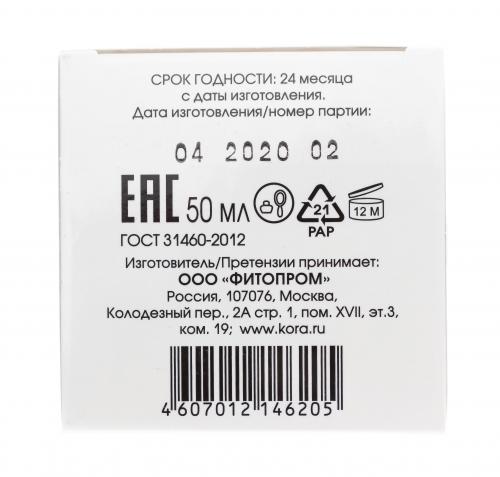 СРОК ГОДНОСТИ: 24 месяца
с даты изготовления.
Дата изготовления/номер партии:
04 2020 02
EAC 50 мл 21 12 M
PAP
ГОСТ 31460-2012
Изготовитель/Претензии принимает:
ООО «ФИТОПРОМ»
Россия, 107076, Москва,
Колодезный пер., 2А стр. 1, пом. XVII, эт.3,
ком. 19; www.kora.ru
4 607012 146205